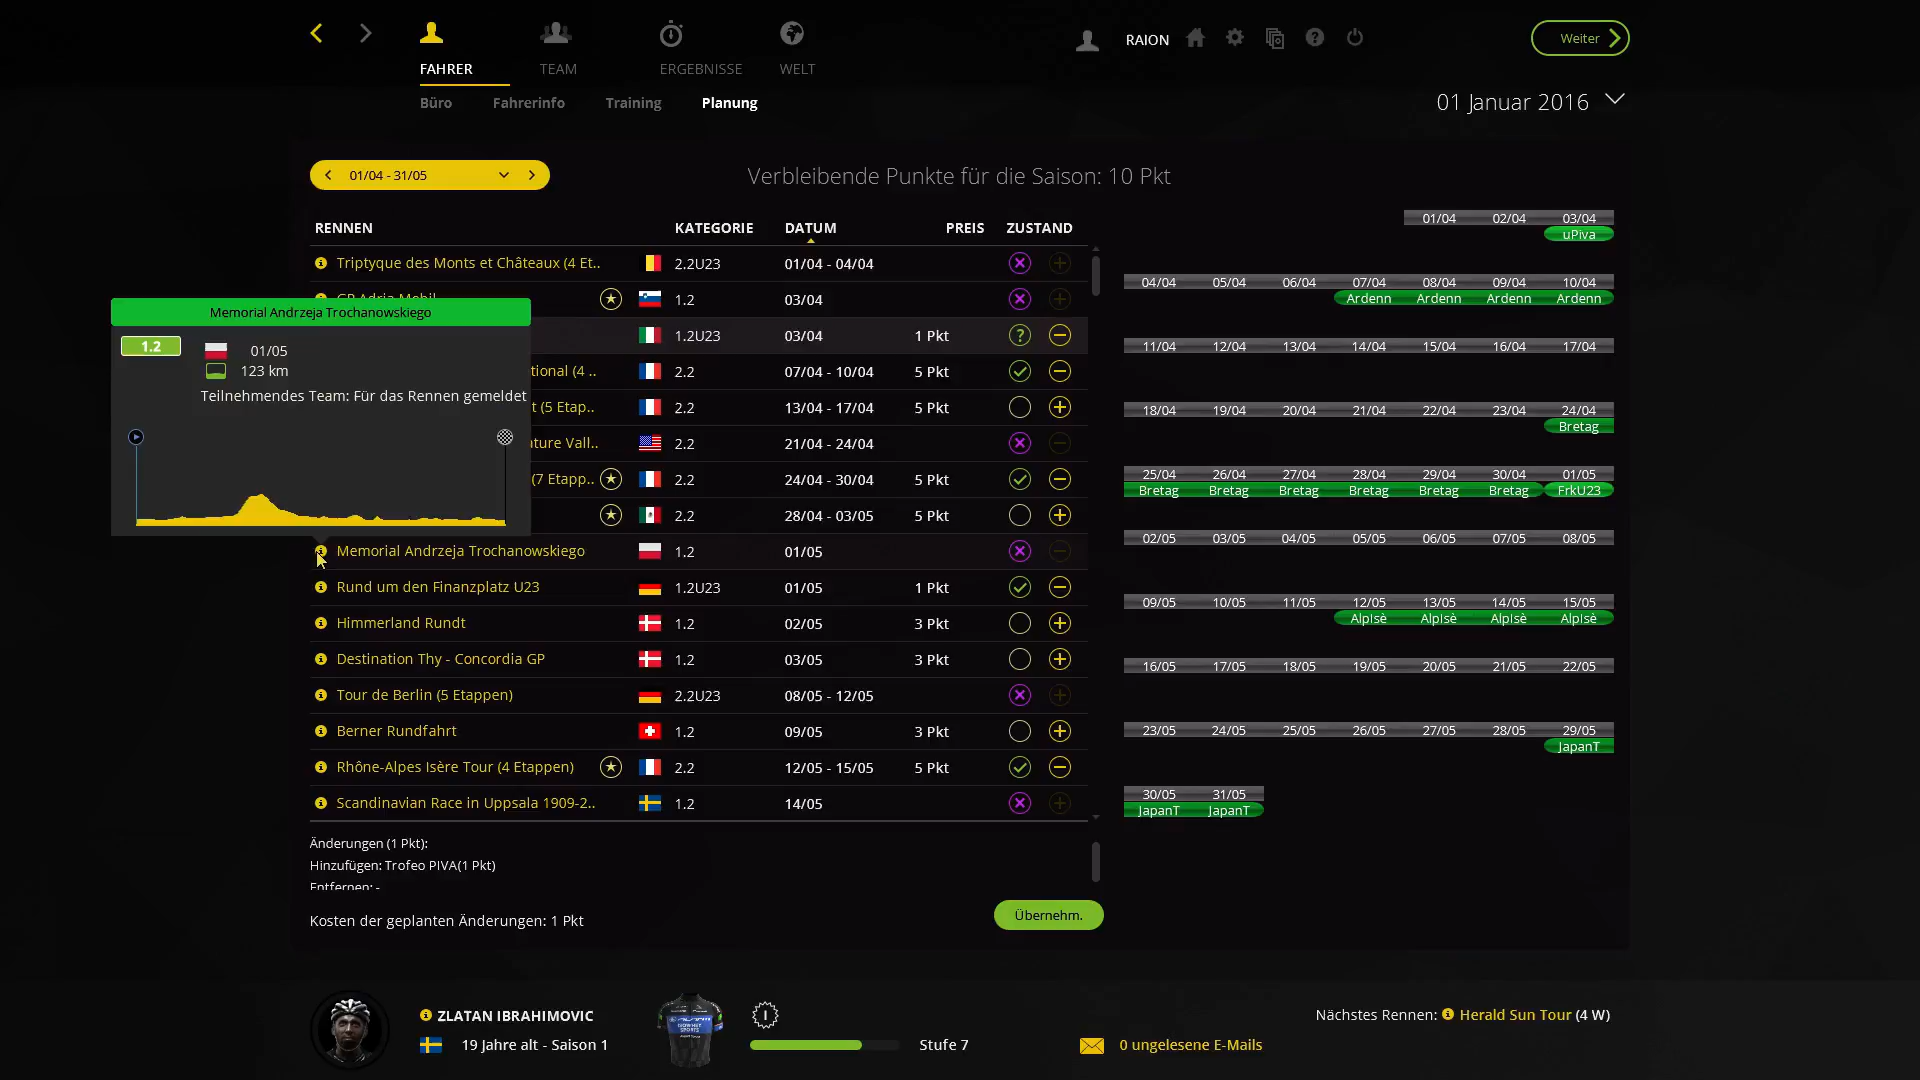 FAHRER
TEAM
ERGEBNISSE
WELT
RAION
Weiter
Büro
Fahrerinfo
Training
Planung
01 Januar 2016
01/04 - 31/05
Verbleibende Punkte für die Saison: 10 Pkt
RENNEN KATEGORIE DATUM PREIS ZUSTAND
Triptyque des Monts et Châteaux (4 Et.. 2.2U23 01/04 - 04/04
GP Adria Mobil 1.2 03/04
1.2U23 03/04 1 Pkt
tional (4 .. 2.2 07/04 - 10/04 5 Pkt
t (5 Etap.. 2.2 13/04 - 17/04 5 Pkt
ature Vall.. 2.2 21/04 - 24/04
(7 Etapp.. 2.2 24/04 - 30/04 5 Pkt
2.2 28/04 - 03/05 5 Pkt
Memorial Andrzeja Trochanowskiego 1.2 01/05
Rund um den Finanzplatz U23 1.2U23 01/05 1 Pkt
Himmerland Rundt 1.2 02/05 3 Pkt
Destination Thy - Concordia GP 1.2 03/05 3 Pkt
Tour de Berlin (5 Etappen) 2.2U23 08/05 - 12/05
Berner Rundfahrt 1.2 09/05 3 Pkt
Rhône-Alpes Isère Tour (4 Etappen) 2.2 12/05 - 15/05 5 Pkt
Scandinavian Race in Uppsala 1909-2.. 1.2 14/05
Memorial Andrzeja Trochanowskiego
1.2
01/05
123 km
Teilnehmendes Team: Für das Rennen gemeldet
01/04 02/04 03/04
uPiva
04/04 05/04 06/04 07/04 08/04 09/04 10/04
Ardenn Ardenn Ardenn Ardenn
11/04 12/04 13/04 14/04 15/04 16/04 17/04
18/04 19/04 20/04 21/04 22/04 23/04 24/04
Bretag
25/04 26/04 27/04 28/04 29/04 30/04 01/05
Bretag Bretag Bretag Bretag Bretag Bretag FrkU23
02/05 03/05 04/05 05/05 06/05 07/05 08/05
09/05 10/05 11/05 12/05 13/05 14/05 15/05
AlpIsè AlpIsè AlpIsè AlpIsè
16/05 17/05 18/05 19/05 20/05 21/05 22/05
23/05 24/05 25/05 26/05 27/05 28/05 29/05
JapanT
30/05 31/05
JapanT JapanT
Änderungen (1 Pkt):
Hinzufügen: Trofeo PIVA(1 Pkt)
Entfernen: -
Kosten der geplanten Änderungen: 1 Pkt
Übernehm.
ZLATAN IBRAHIMOVIC
19 Jahre alt - Saison 1
Stufe 7
Nächstes Rennen: Herald Sun Tour (4 W)
0 ungelesene E-Mails